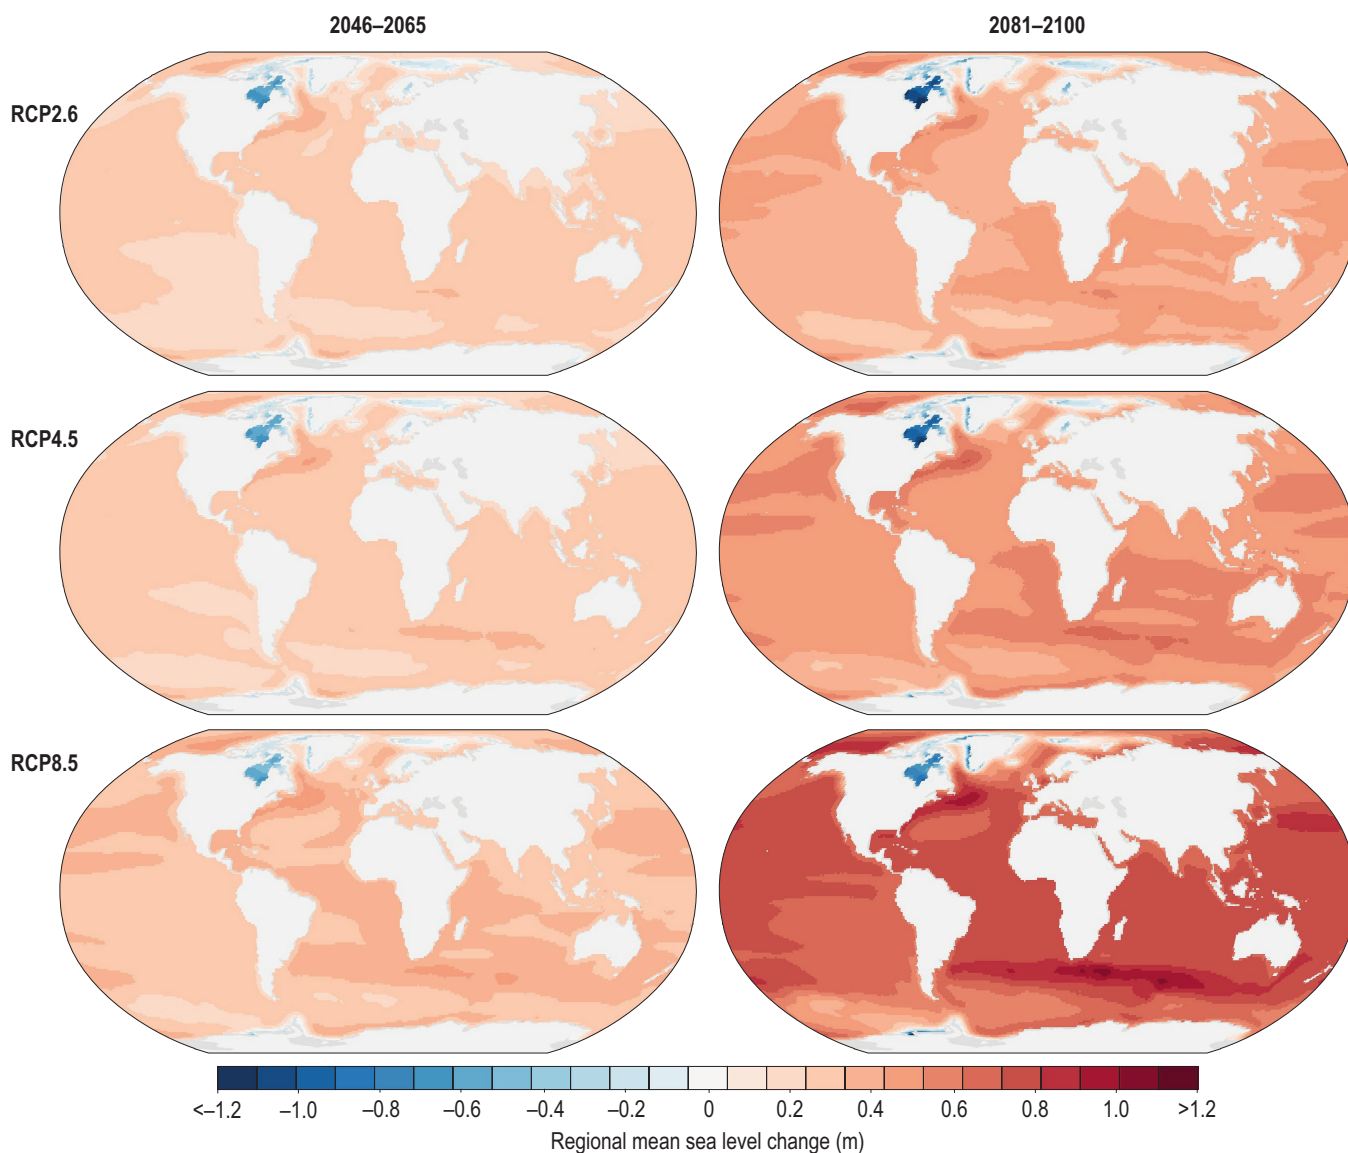 2046–2065 2081–2100
RCP2.6
RCP4.5
RCP8.5
<–1.2 –1.0 –0.8 –0.6 –0.4 –0.2 0 0.2 0.4 0.6 0.8 1.0 >1.2
Regional mean sea level change (m)